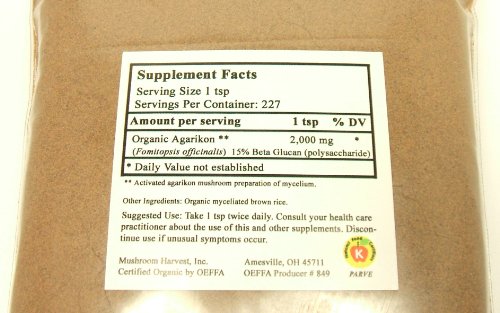 Supplement Facts
Serving Size 1 tsp
Servings Per Container: 227
Amount per serving 1 tsp % DV
Organic Agarikon ** 2,000 mg *
(Fomitopsis officinalis) 15% Beta Glucan (polysaccharide)
* Daily Value not established
** Activated agarikon mushroom preparation of mycelium.
Other Ingredients: Organic myceliated brown rice.
Suggested Use: Take 1 tsp twice daily. Consult your health care
practitioner about the use of this and other supplements. Discon-
tinue use if unusual symptoms occur.
Mushroom Harvest, Inc. Amesville, OH 45711
Certified Organic by OEFFA OEFFA Producer # 849
K
PARVE